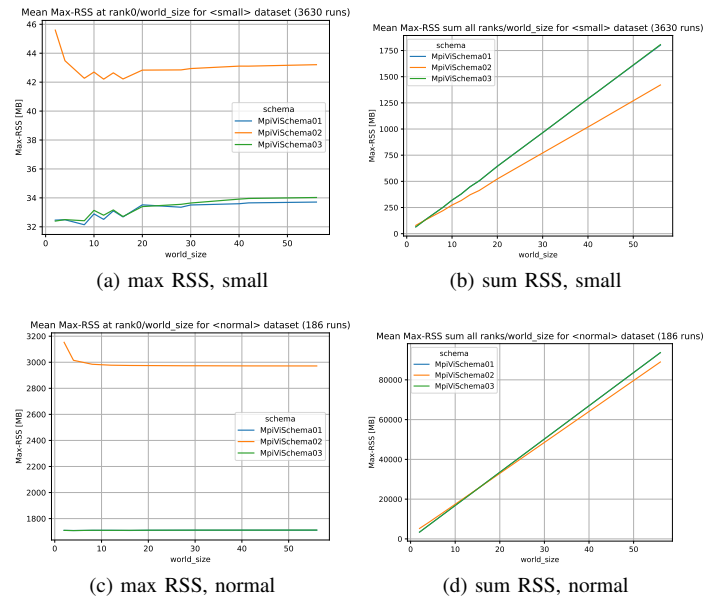 Mean Max-RSS at rank0/world_size for <small> dataset (3630 runs)
46
44
42
40
38
36
34
32
Max-RSS [MB]
schema
MpiViSchema01
MpiVISchema02
MpiVISchema03
0 10 20 30 40 50
world_size
(a) max RSS, small
Mean Max-RSS sum all ranks/world_size for <small> dataset (3630 runs)
schema
MpiViSchema01
MpiViSchema02
MpiViSchema03
1750
1500
1250
1000
750
500
250
0
Max-RSS [MB]
0 10 20 30 40 50
world_size
(b) sum RSS, small
Mean Max-RSS at rank0/world_size for <normal> dataset (186 runs)
3200
3000
2800
2600
2400
2200
2000
1800
Max-RSS [MB]
schema
MpiViSchema01
MpiViSchema02
MpiViSchema03
0 10 20 30 40 50
world_size
(c) max RSS, normal
Mean Max-RSS sum all ranks/world_size for <normal> dataset (186 runs)
schema
MpiViSchema01
MpiViSchema02
MpiViSchema03
80000
60000
40000
20000
0
Max-RSS [MB]
0 10 20 30 40 50
world_size
(d) sum RSS, normal